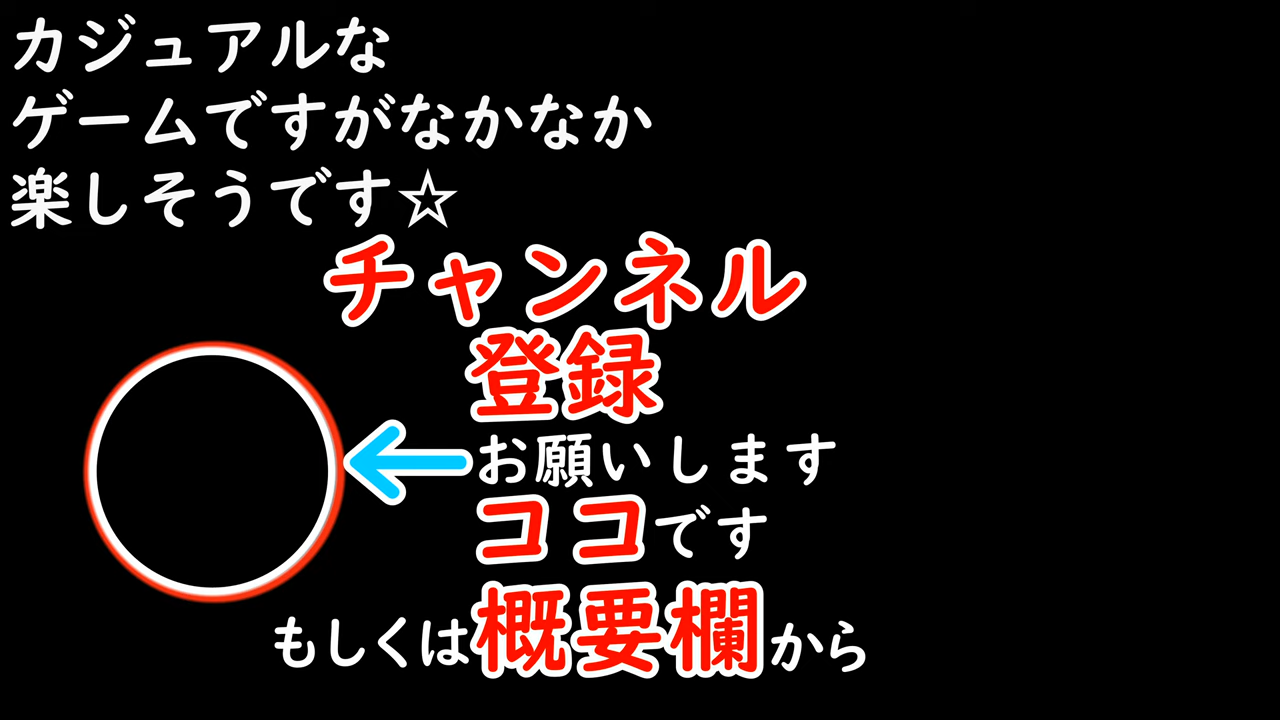 カジュアルな
ゲームですがなかなか
楽しそうです☆
チャンネル
登録
お願いします
ココです
もしくは概要欄から